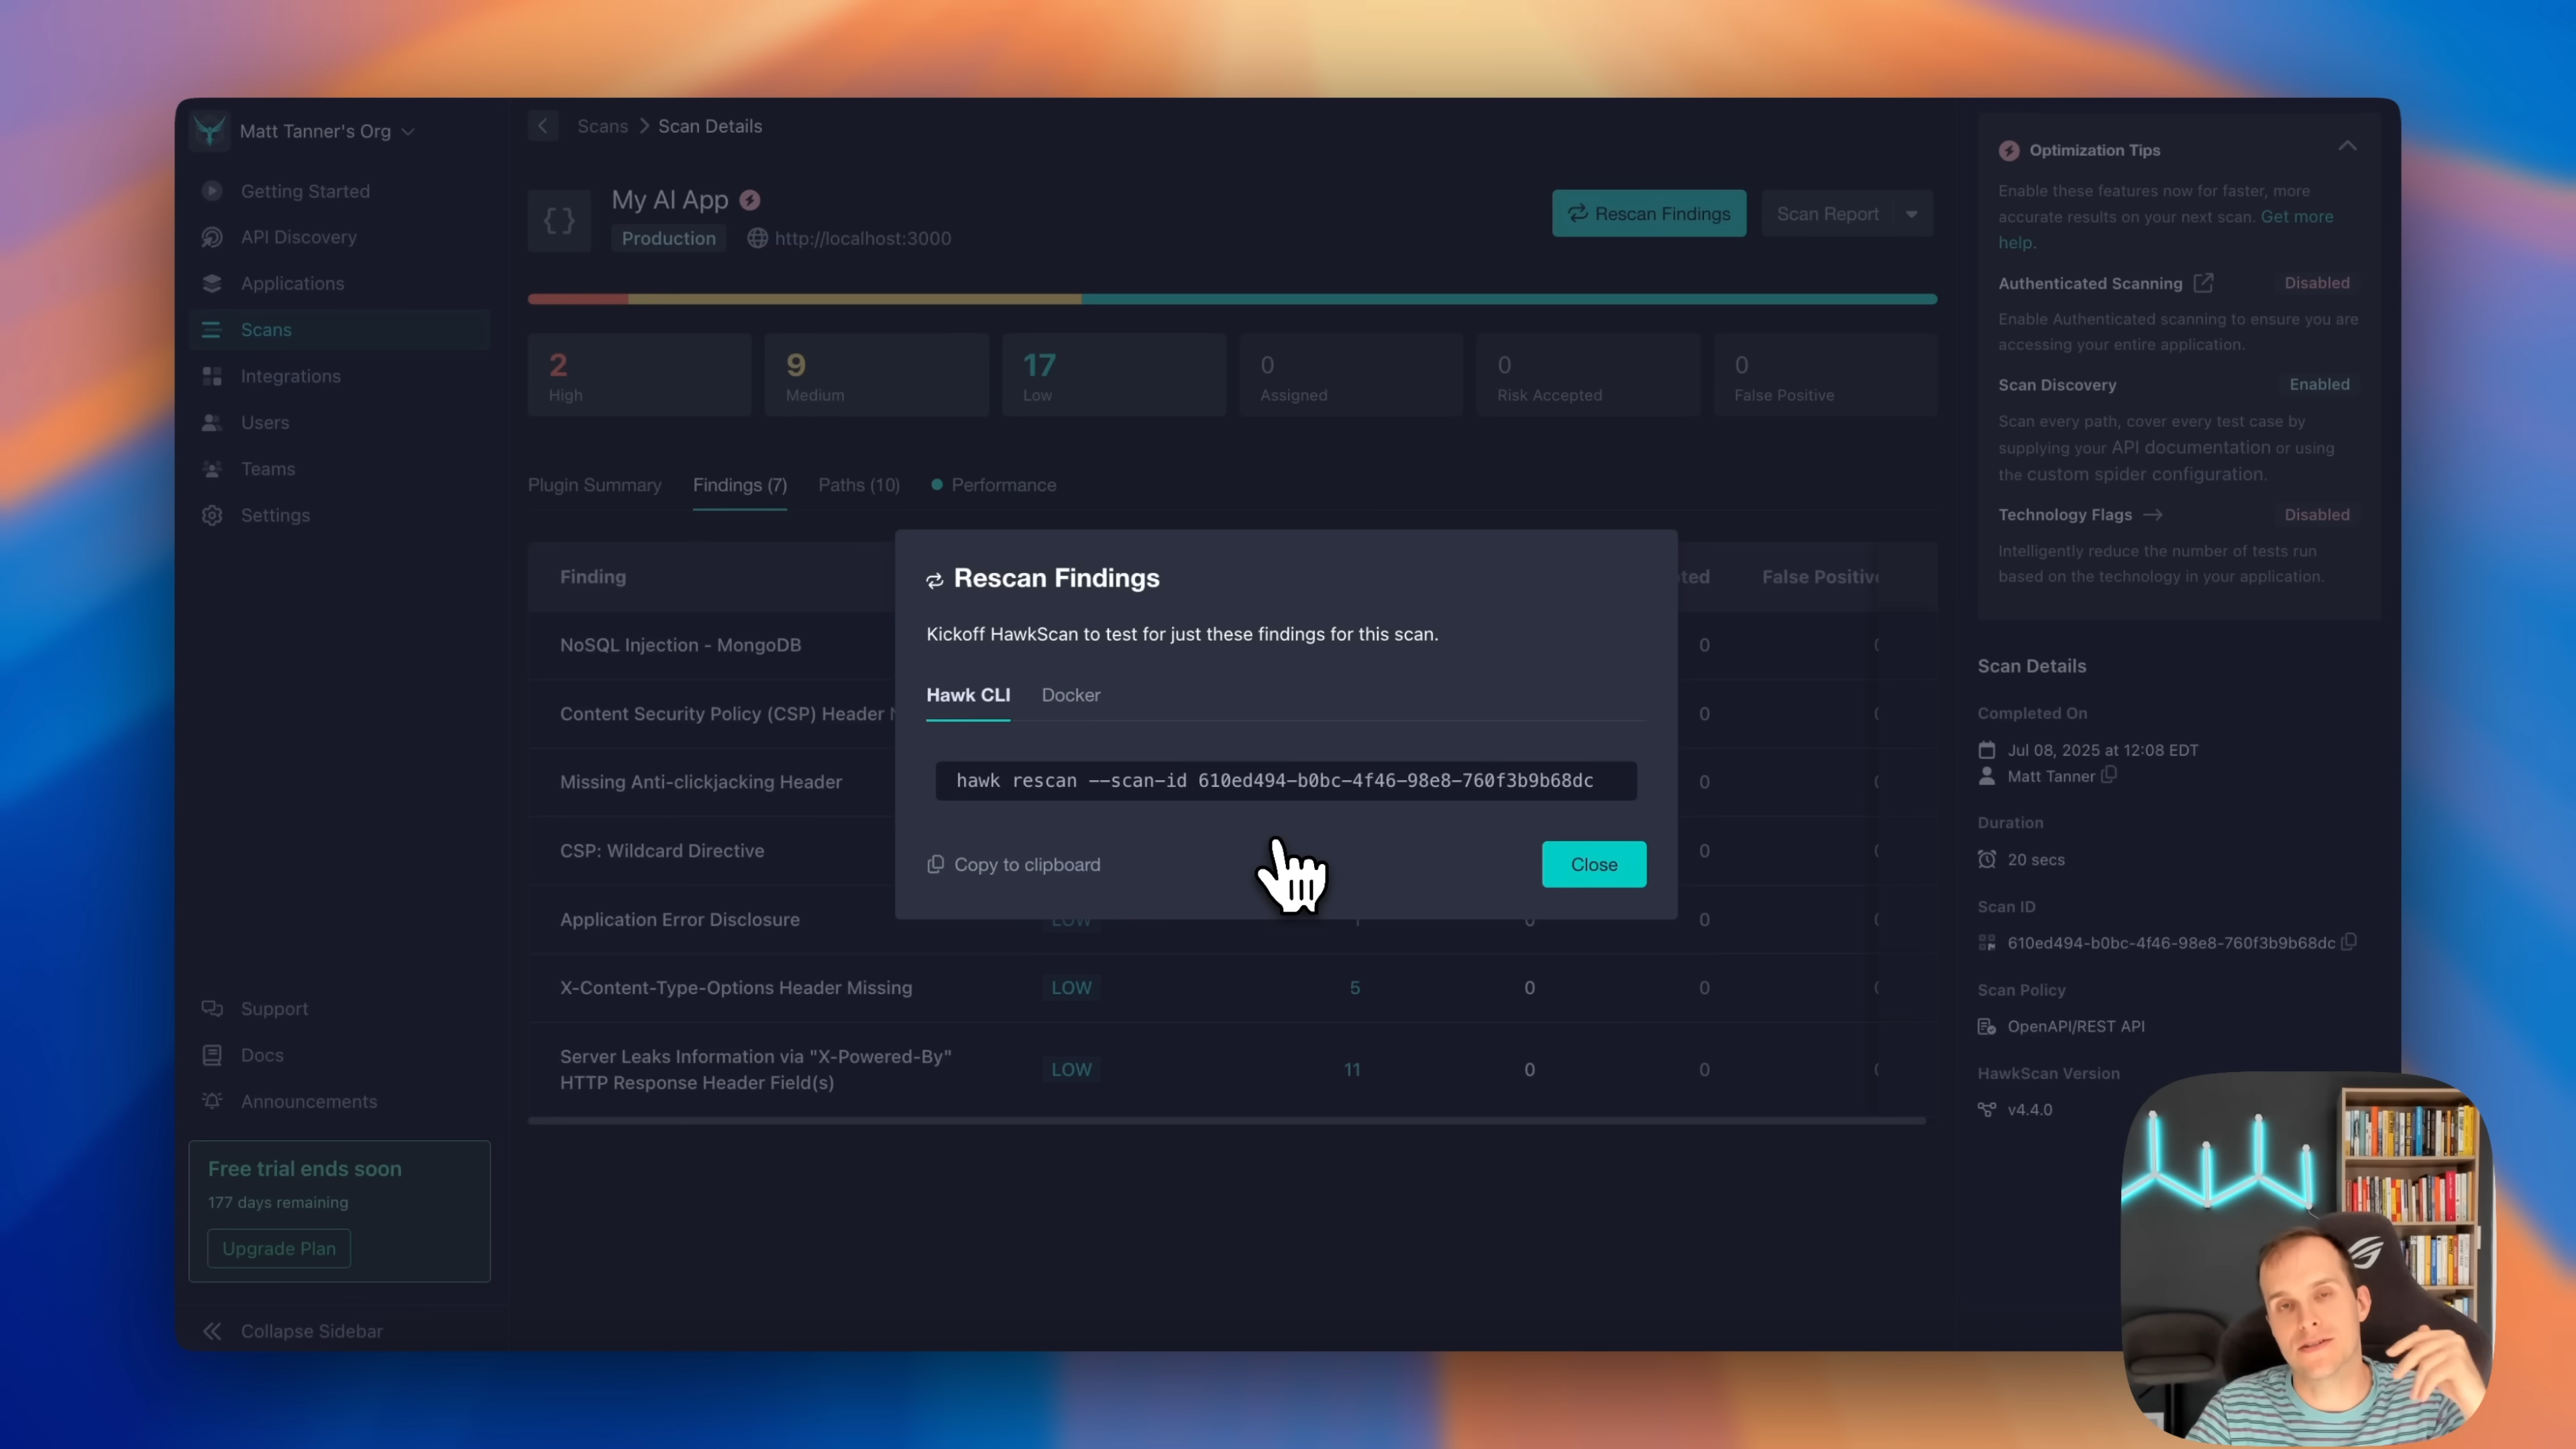 Matt Tanner's Org
Getting Started
API Discovery
Applications
Scans
Integrations
Users
Teams
Settings
Support
Docs
Announcements
Free trial ends soon
177 days remaining
Upgrade Plan
Collapse Sidebar
Scans
Scan Details
My AI App
Production
http://localhost:3000
Rescan Findings
Scan Report
2
High
9
Medium
17
Low
0
Assigned
0
Risk Accepted
0
False Positive
Plugin Summary
Findings (7)
Paths (10)
Performance
Finding
False Positive
NoSQL Injection - MongoDB
0
Content Security Policy (CSP) Header
0
Missing Anti-clickjacking Header
0
CSP: Wildcard Directive
0
Application Error Disclosure
LOW
0
0
X-Content-Type-Options Header Missing
LOW
5
0
0
Server Leaks Information via "X-Powered-By"
HTTP Response Header Field(s)
LOW
11
0
0
Rescan Findings
Kickoff HawkScan to test for just these findings for this scan.
Hawk CLI
Docker
hawk rescan --scan-id 610ed494-b0bc-4f46-98e8-760f3b9b68dc
Copy to clipboard
Close
Optimization Tips
Enable these features now for faster, more
accurate results on your next scan. Get more
help.
Authenticated Scanning
Disabled
Enable Authenticated scanning to ensure you are
accessing your entire application.
Scan Discovery
Enabled
Scan every path, cover every test case by
supplying your API documentation or using
the custom spider configuration.
Technology Flags
Disabled
Intelligently reduce the number of tests run
based on the technology in your application.
Scan Details
Completed On
Jul 08, 2025 at 12:08 EDT
Matt Tanner
Duration
20 secs
Scan ID
610ed494-b0bc-4f46-98e8-760f3b9b68dc
Scan Policy
OpenAPI/REST API
HawkScan Version
v4.4.0